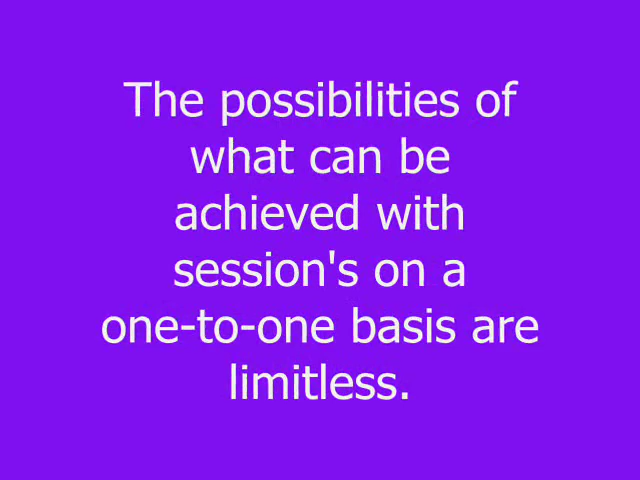 The possibilities of
what can be
achieved with
session's on a
one-to-one basis are
limitless.